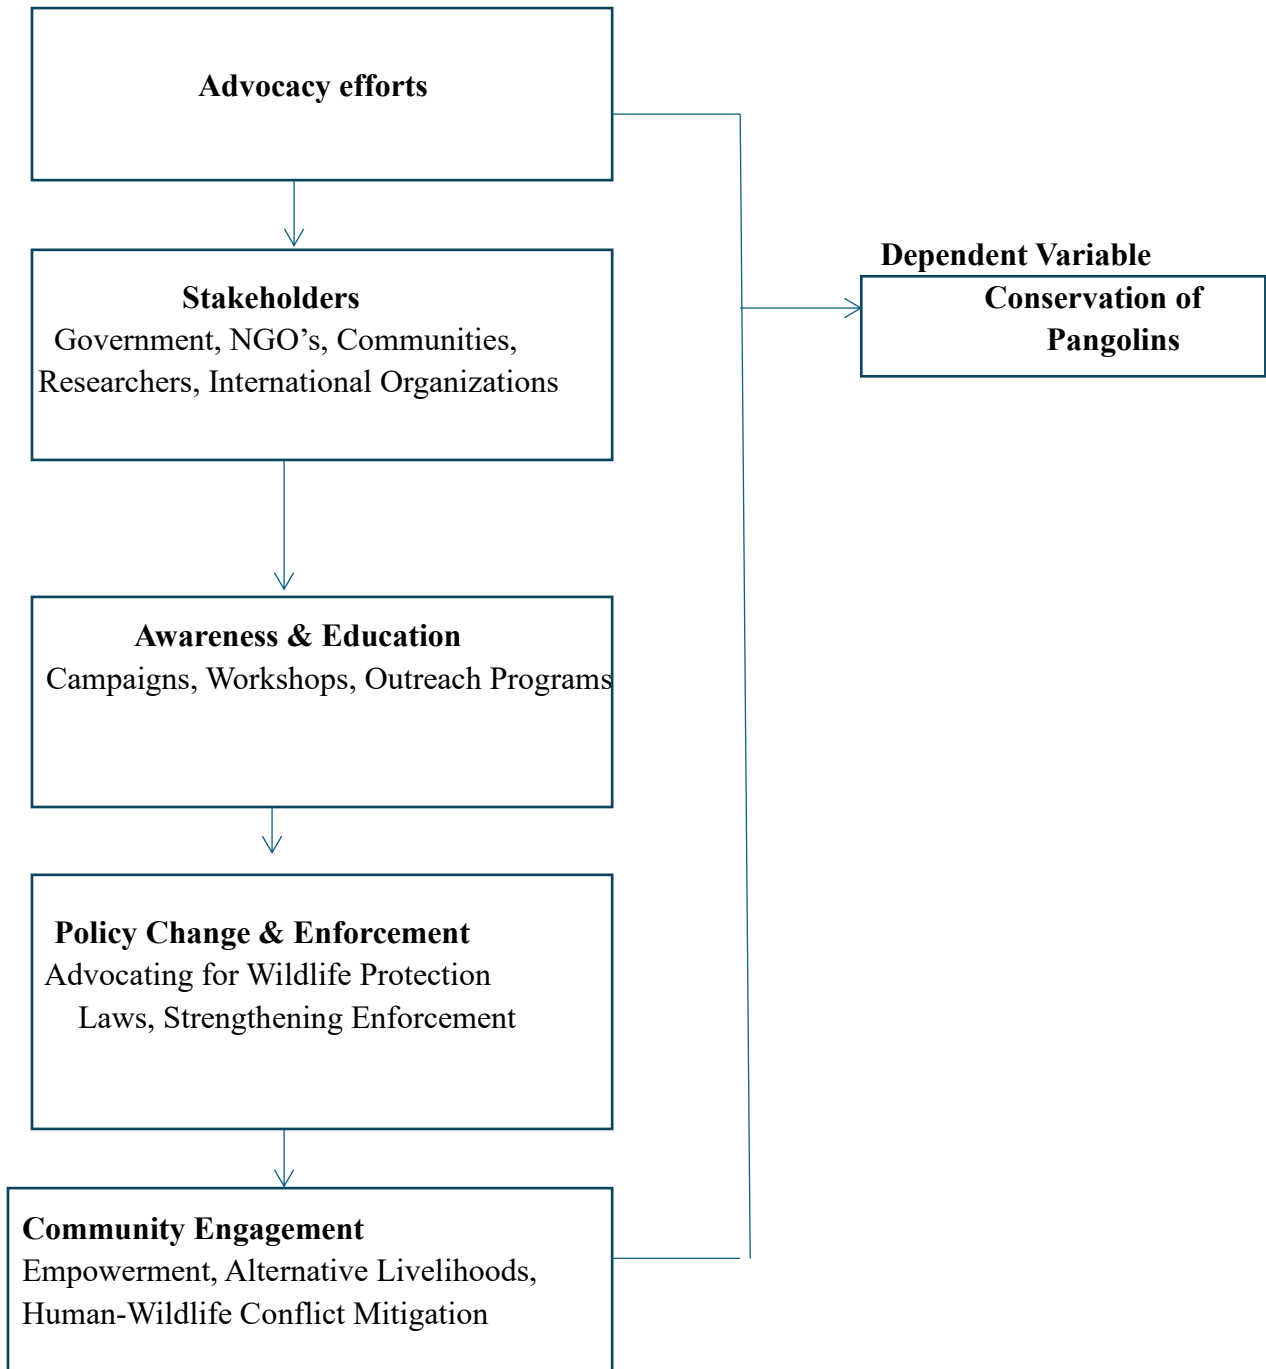 Advocacy efforts
Stakeholders
Government, NGO’s, Communities,
Researchers, International Organizations
Awareness & Education
Campaigns, Workshops, Outreach Programs
Policy Change & Enforcement
Advocating for Wildlife Protection
Laws, Strengthening Enforcement
Community Engagement
Empowerment, Alternative Livelihoods,
Human-Wildlife Conflict Mitigation
Dependent Variable
Conservation of
Pangolins